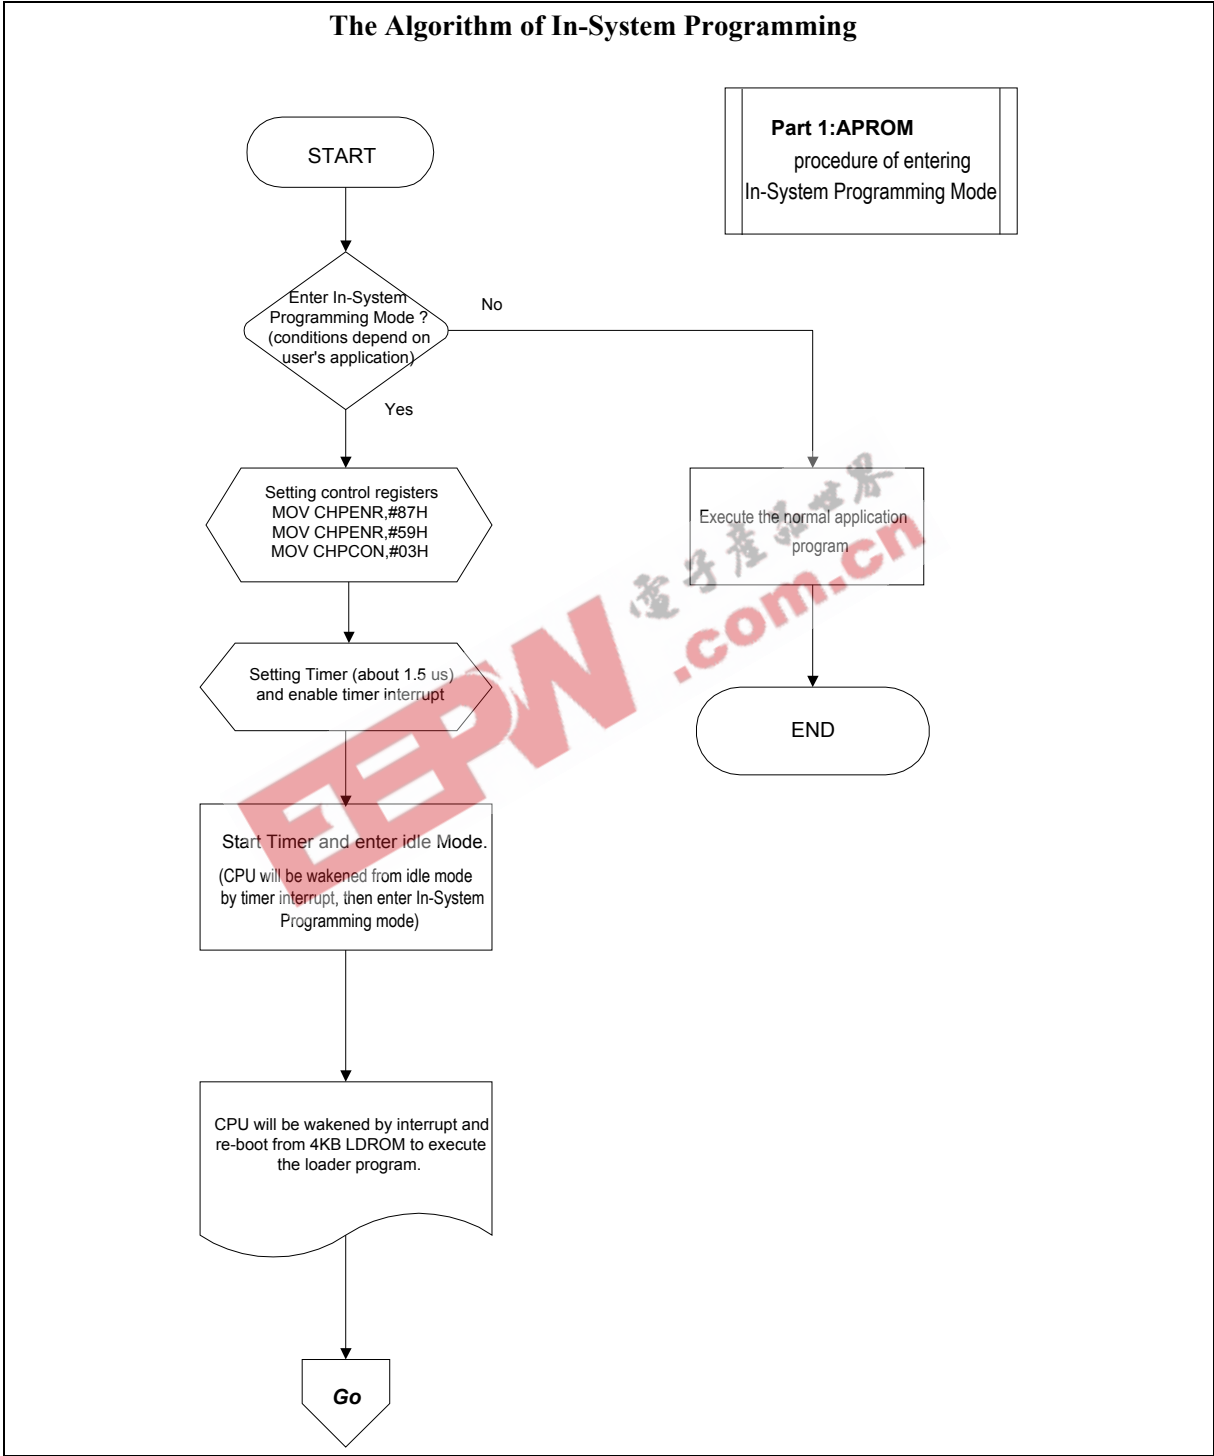 The Algorithm of In-System Programming
START
Part 1:APROM
procedure of entering
In-System Programming Mode
Enter In-System
Programming Mode ?
(conditions depend on
user's application)
No
Yes
Setting control registers
MOV CHPENR,#87H
MOV CHPENR,#59H
MOV CHPCON,#03H
Execute the normal application
program
Setting Timer (about 1.5 us)
and enable timer interrupt
END
Start Timer and enter idle Mode.
(CPU will be wakened from idle mode
by timer interrupt, then enter In-System
Programming mode)
CPU will be wakened by interrupt and
re-boot from 4KB LDROM to execute
the loader program.
Go
EEPW
電子產品世界
.com.cn